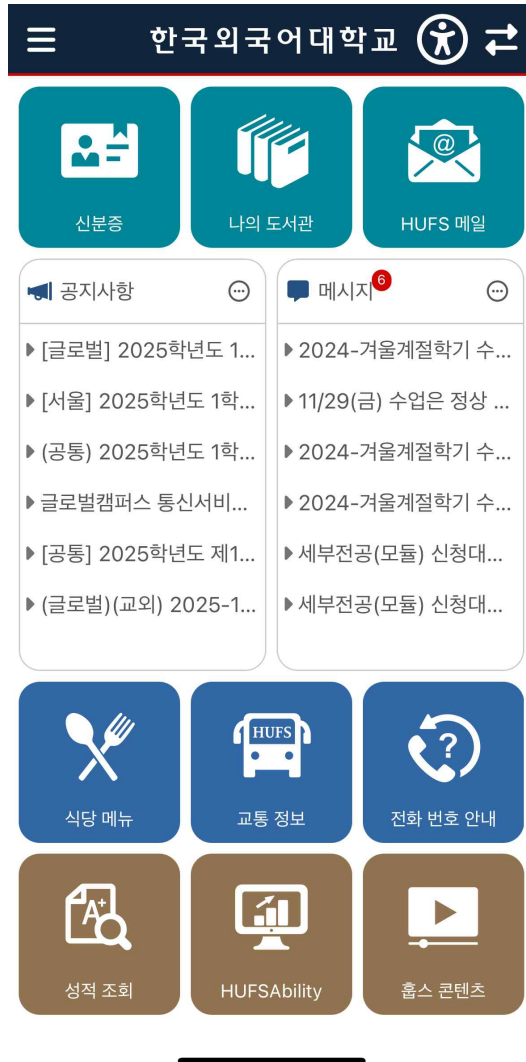 한국외국어대학교
신분증
나의 도서관
@
HUFS 메일
공지사항
[글로벌] 2025학년도 1...
[서울] 2025학년도 1학...
(공통) 2025학년도 1학...
글로벌캠퍼스 통신서비...
[공통] 2025학년도 제1...
(글로벌)(교외) 2025-1...
메시지 6
2024-겨울계절학기 수...
11/29(금) 수업은 정상 ...
2024-겨울계절학기 수...
2024-겨울계절학기 수...
세부전공(모듈) 신청대...
세부전공(모듈) 신청대...
식당 메뉴
HUFS
교통 정보
?
전화 번호 안내
A+
성적 조회
HUFSAbility
훕스 콘텐츠